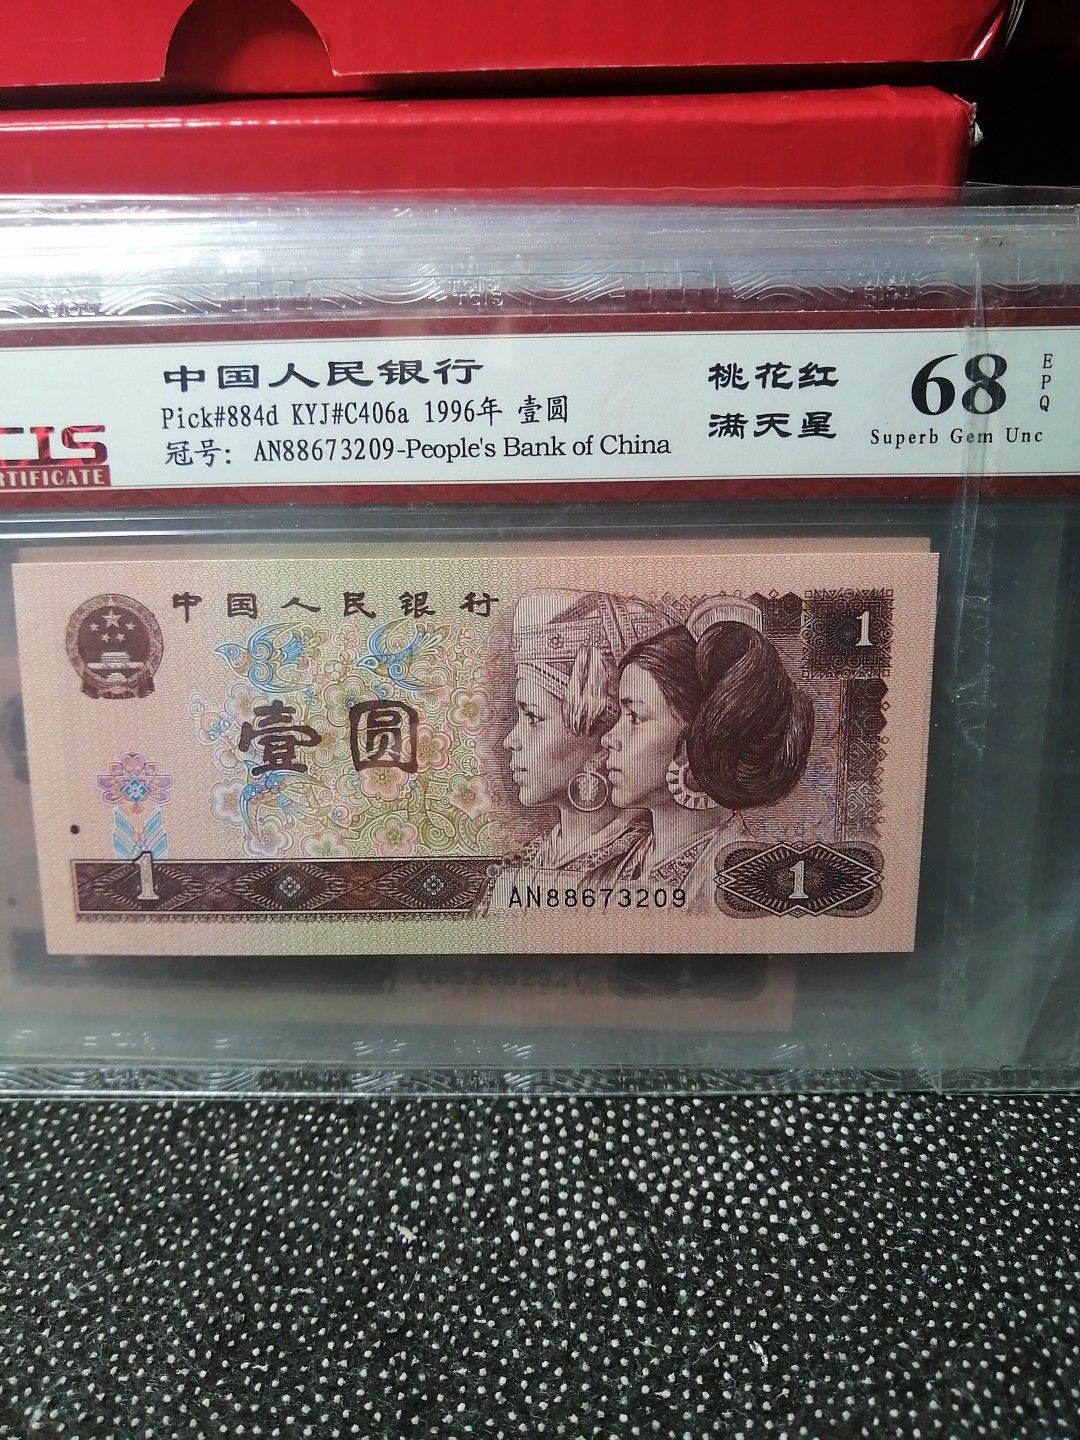 中国人民银行
Pick#884d KYJ#C406a 1996年 壹圆
冠号: AN88673209-People's Bank of China
桃花红
满天星
68
EPQ
Superb Gem Unc
CIS
RTIFICATE
中国人民银行
1
壹圆
1
AN88673209
1